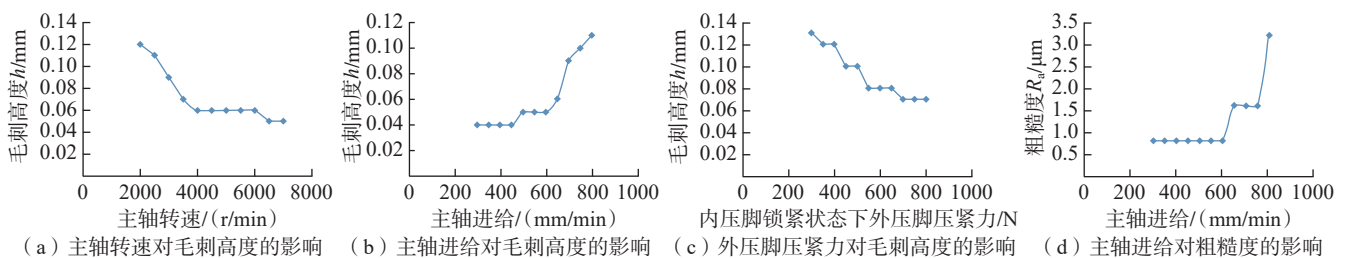 毛刺高度h/mm
0.14
0.12
0.10
0.08
0.06
0.04
0.02
0 2000 4000 6000 8000
主轴转速/（r/min）
（a）主轴转速对毛刺高度的影响
毛刺高度h/mm
0.12
0.10
0.08
0.06
0.04
0.02
0 200 400 600 800 1000
主轴进给/（mm/min）
（b）主轴进给对毛刺高度的影响
毛刺高度h/mm
0.14
0.12
0.10
0.08
0.06
0.04
0.02
0 200 400 600 800 1000
内压脚锁紧状态下外压脚压紧力/N
（c）外压脚压紧力对毛刺高度的影响
粗糙度Ra/μm
3.5
3.0
2.5
2.0
1.5
1.0
0.5
0 200 400 600 800 1000
主轴进给/（mm/min）
（d）主轴进给对粗糙度的影响